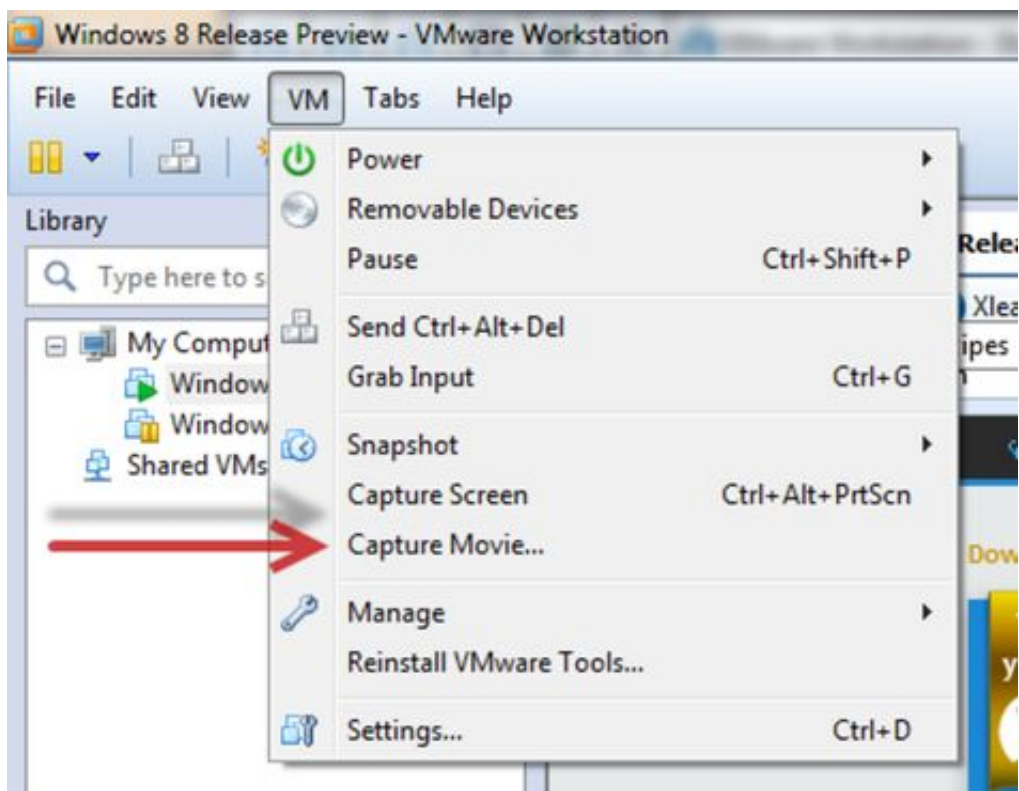 Windows 8 Release Preview - VMware Workstation
File Edit View VM Tabs Help
Library
Type here to s
My Comput
Window
Window
Shared VMs
Power
Removable Devices
Pause Ctrl+Shift+P
Send Ctrl+Alt+Del
Grab Input Ctrl+G
Snapshot
Capture Screen Ctrl+Alt+PrtScn
Capture Movie...
Manage
Reinstall VMware Tools...
Settings... Ctrl+D
Relea
Xlea
ipes
Dow
y